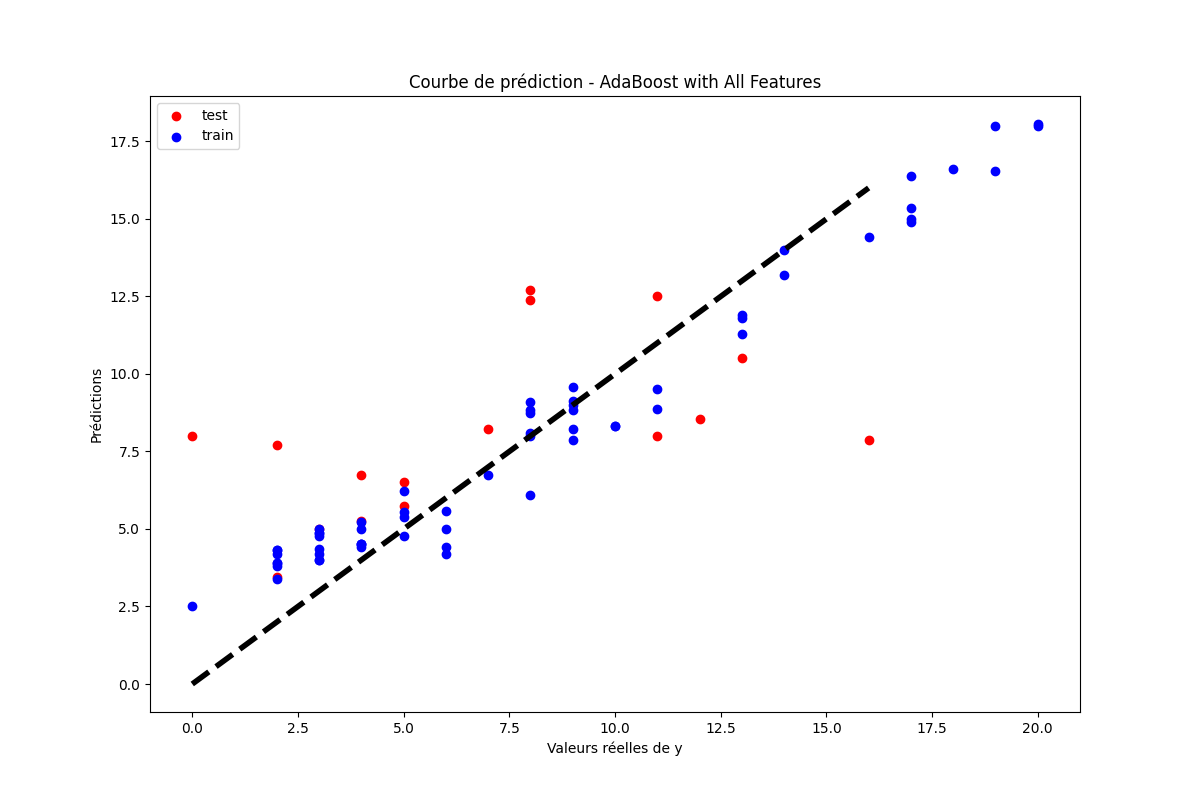 Courbe de prédiction - AdaBoost with All Features
test
train
17.5
15.0
12.5
10.0
7.5
5.0
2.5
0.0
Prédictions
0.0 2.5 5.0 7.5 10.0 12.5 15.0 17.5 20.0
Valeurs réelles de y